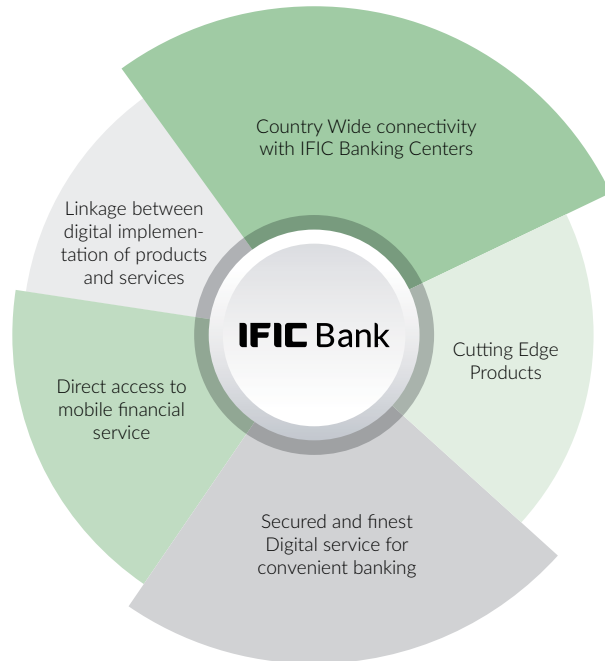 Country Wide connectivity
with IFIC Banking Centers
Linkage between
digital implemen-
tation of products
and services
IFIC Bank
Cutting Edge
Products
Direct access to
mobile financial
service
Secured and finest
Digital service for
convenient banking